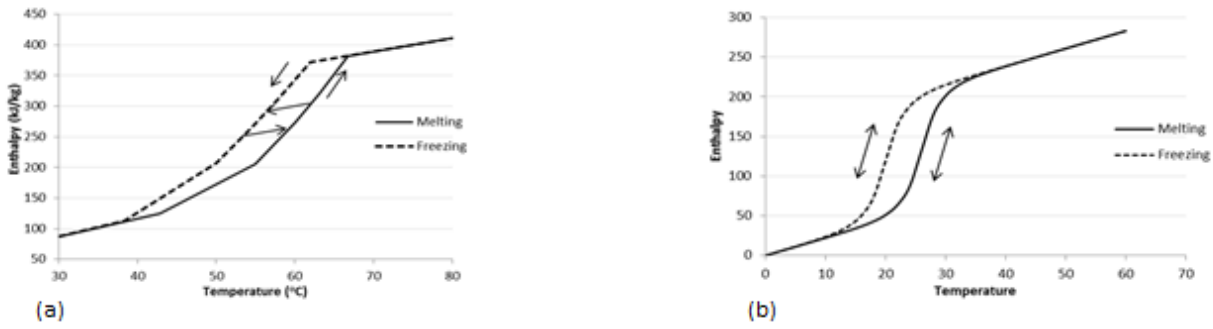 450
400
350
300
250
200
150
100
50
Enthalpy (kJ/kg)
30 40 50 60 70 80
Temperature (°C)
Melting
Freezing
(a)
300
250
200
150
100
50
0
Enthalpy
0 10 20 30 40 50 60 70
Temperature
Melting
Freezing
(b)